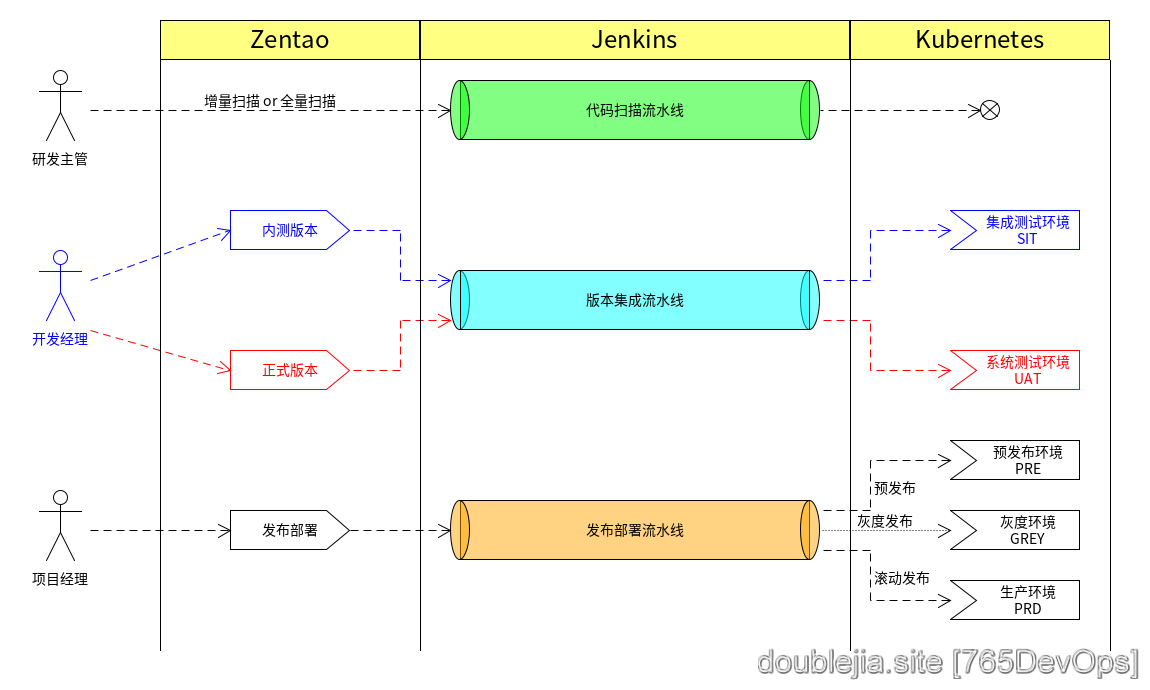 Zentao
Jenkins
Kubernetes
增量扫描 or 全量扫描
代码扫描流水线
研发主管
内测版本
集成测试环境
SIT
版本集成流水线
开发经理
正式版本
系统测试环境
UAT
预发布环境
PRE
预发布
发布部署
发布部署流水线
灰度发布
灰度环境
GREY
项目经理
滚动发布
生产环境
PRD
doublejia.site [765DevOps]